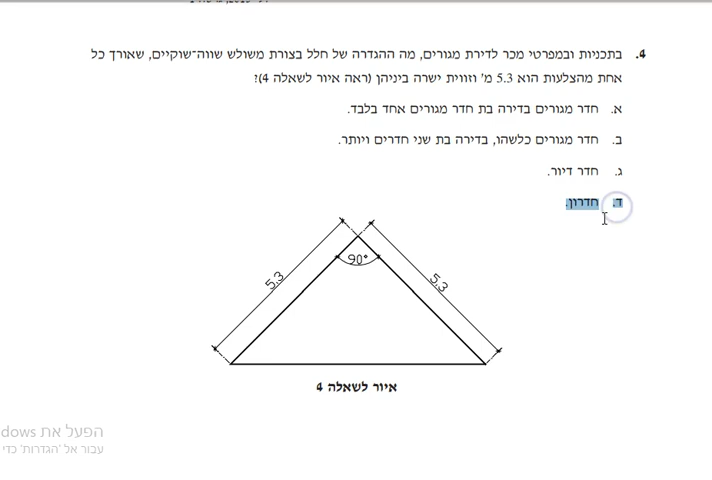 4. בתכניות ובמפרטי מכר לדירת מגורים, מה ההגדרה של חלל בצורת משולש שווה־שוקיים, שאורך כל
אחת מהצלעות הוא 5.3 מ' וזווית ישרה ביניהן (ראה איור לשאלה 4)?
א. חדר מגורים בדירה בת חדר מגורים אחד בלבד.
ב. חדר מגורים כלשהו, בדירה בת שני חדרים ויותר.
ג. חדר דיור.
ד. חדרון.
90°
5.3
5.3
איור לשאלה 4
הפעל את dows
עבור אל 'הגדרות' כדי